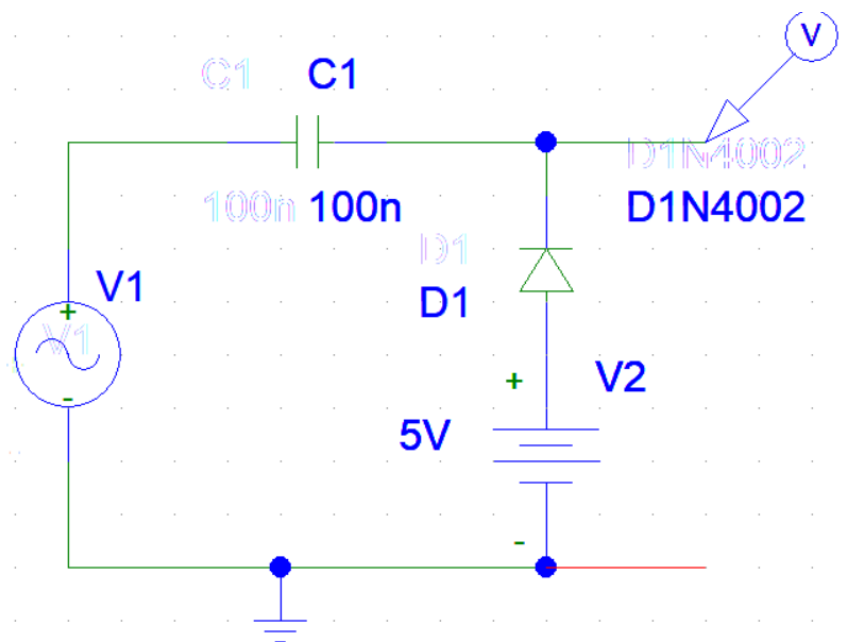 V
C1 C1
D1N4002
100n 100n D1N4002
D1
V1
D1
+
V1
+ V2
-
5V
-